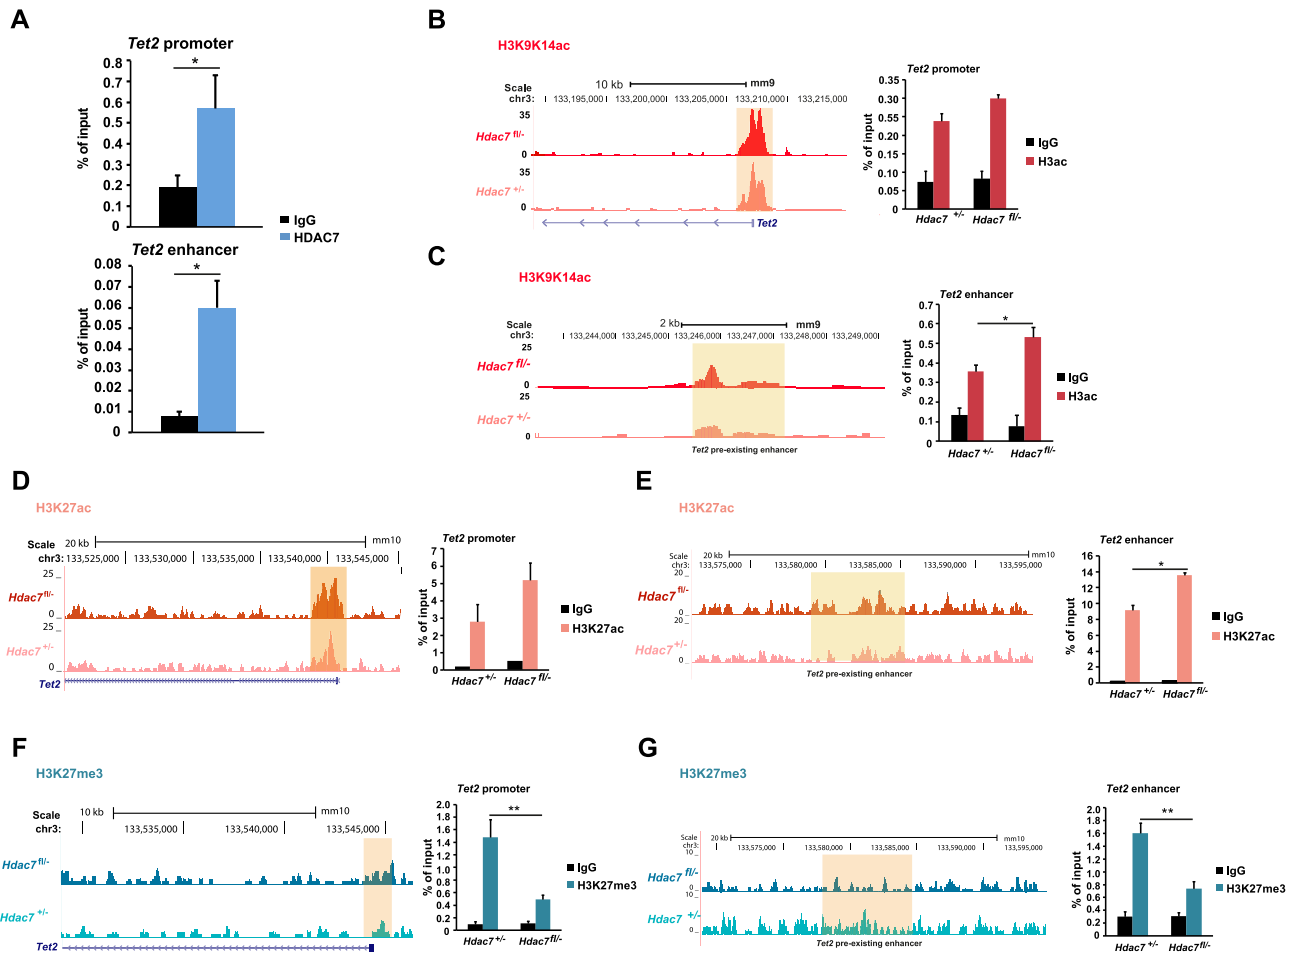 A
Tet2 promoter
*
0.8
0.7
0.6
0.5
0.4
0.3
0.2
0.1
0
% of input
IgG
HDAC7
Tet2 enhancer
*
0.08
0.07
0.06
0.05
0.04
0.03
0.02
0.01
0
% of input
B
H3K9K14ac
Scale
10 kb
mm9
chr3:
133,195,000
133,200,000
133,205,000
133,210,000
133,215,000
35
Hdac7 fl/-
0
35
Hdac7 +/-
0
Tet2
Tet2 promoter
0.35
0.30
0.55
0.20
0.10
0.15
0.05
0
% of input
IgG
H3ac
Hdac7 +/-
Hdac7 fl/-
C
H3K9K14ac
Scale
2 kb
mm9
chr3:
133,244,000
133,245,000
133,246,000
133,247,000
133,248,000
133,249,000
25
Hdac7 fl/-
0
25
Hdac7 +/-
0
Tet2 pre-existing enhancer
Tet2 enhancer
*
0.7
0.6
0.5
0.4
0.3
0.2
0.1
0
% of input
IgG
H3ac
Hdac7 +/-
Hdac7 fl/-
D
H3K27ac
Scale
20 kb
mm10
chr3:
133,525,000
133,530,000
133,535,000
133,540,000
133,545,000
25
Hdac7 fl/-
0
25
Hdac7 +/-
0
Tet2
Tet2 promoter
7
6
5
4
3
2
1
0
% of input
IgG
H3K27ac
Hdac7 +/-
Hdac7 fl/-
E
H3K27ac
Scale
20 kb
mm10
chr3:
133,575,000
133,580,000
133,585,000
133,590,000
133,595,000
20
Hdac7 fl/-
0
20
Hdac7 +/-
0
Tet2 pre-existing enhancer
Tet2 enhancer
*
16
14
12
10
8
6
4
2
0
% of input
IgG
H3K27ac
Hdac7 +/-
Hdac7 fl/-
F
H3K27me3
Scale
10 kb
mm10
chr3:
133,535,000
133,540,000
133,545,000
Hdac7 fl/-
Hdac7 +/-
Tet2
Tet2 promoter
**
2.0
1.8
1.6
1.4
1.2
1.0
0.8
0.6
0.4
0.2
0
% of input
IgG
H3K27me3
Hdac7 +/-
Hdac7 fl/-
G
H3K27me3
Scale
20 kb
mm10
chr3:
133,575,000
133,580,000
133,585,000
133,590,000
133,595,000
10
Hdac7 fl/-
0
10
Hdac7 +/-
0
Tet2 pre-existing enhancer
Tet2 enhancer
**
2.0
1.8
1.6
1.4
1.2
1.0
0.8
0.6
0.4
0.2
0
% of input
IgG
H3K27me3
Hdac7 +/-
Hdac7 fl/-